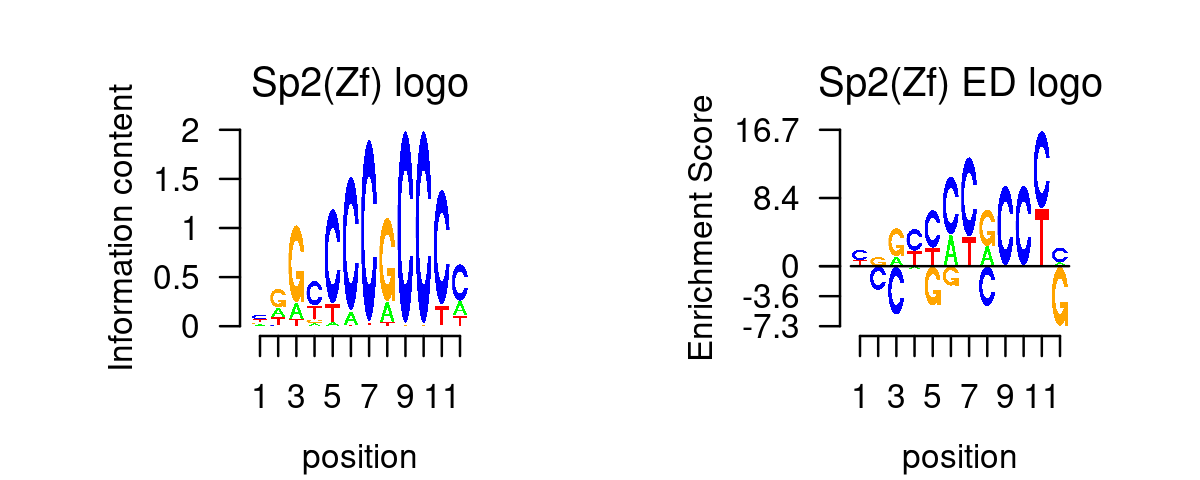 Sp2(Zf) logo
Information content
2
1.5
1
0.5
0
1 3 5 7 9 11
position
Sp2(Zf) ED logo
Enrichment Score
16.7
8.4
0
-3.6
-7.3
1 3 5 7 9 11
position